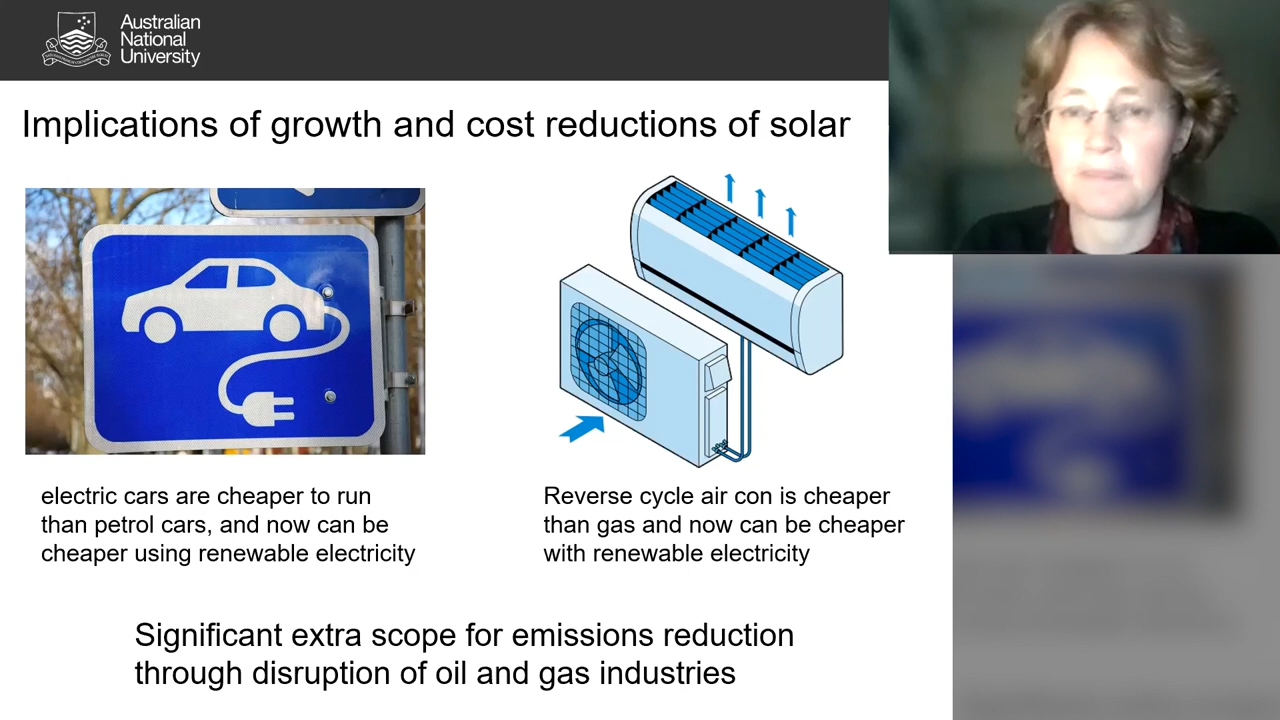 Australian
National
University
Implications of growth and cost reductions of solar
electric cars are cheaper to run
than petrol cars, and now can be
cheaper using renewable electricity
Reverse cycle air con is cheaper
than gas and now can be cheaper
with renewable electricity
Significant extra scope for emissions reduction
through disruption of oil and gas industries